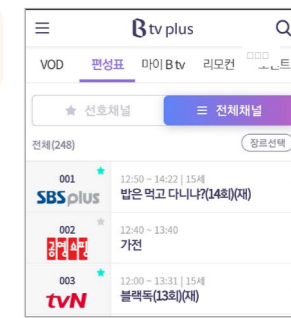 B tv plus
VOD 편성표 마이 B tv 리모컨
★ 선호채널 ☰ 전체채널
전체(248) 장르선택
001 12:50 ~ 14:22 | 15세
SBS plus 밥은 먹고 다니냐?(14회)(재)
002 12:40 ~ 13:40
공영쇼핑 가전
003 12:00 ~ 13:31 | 15세
tvN 블랙독(13회)(재)